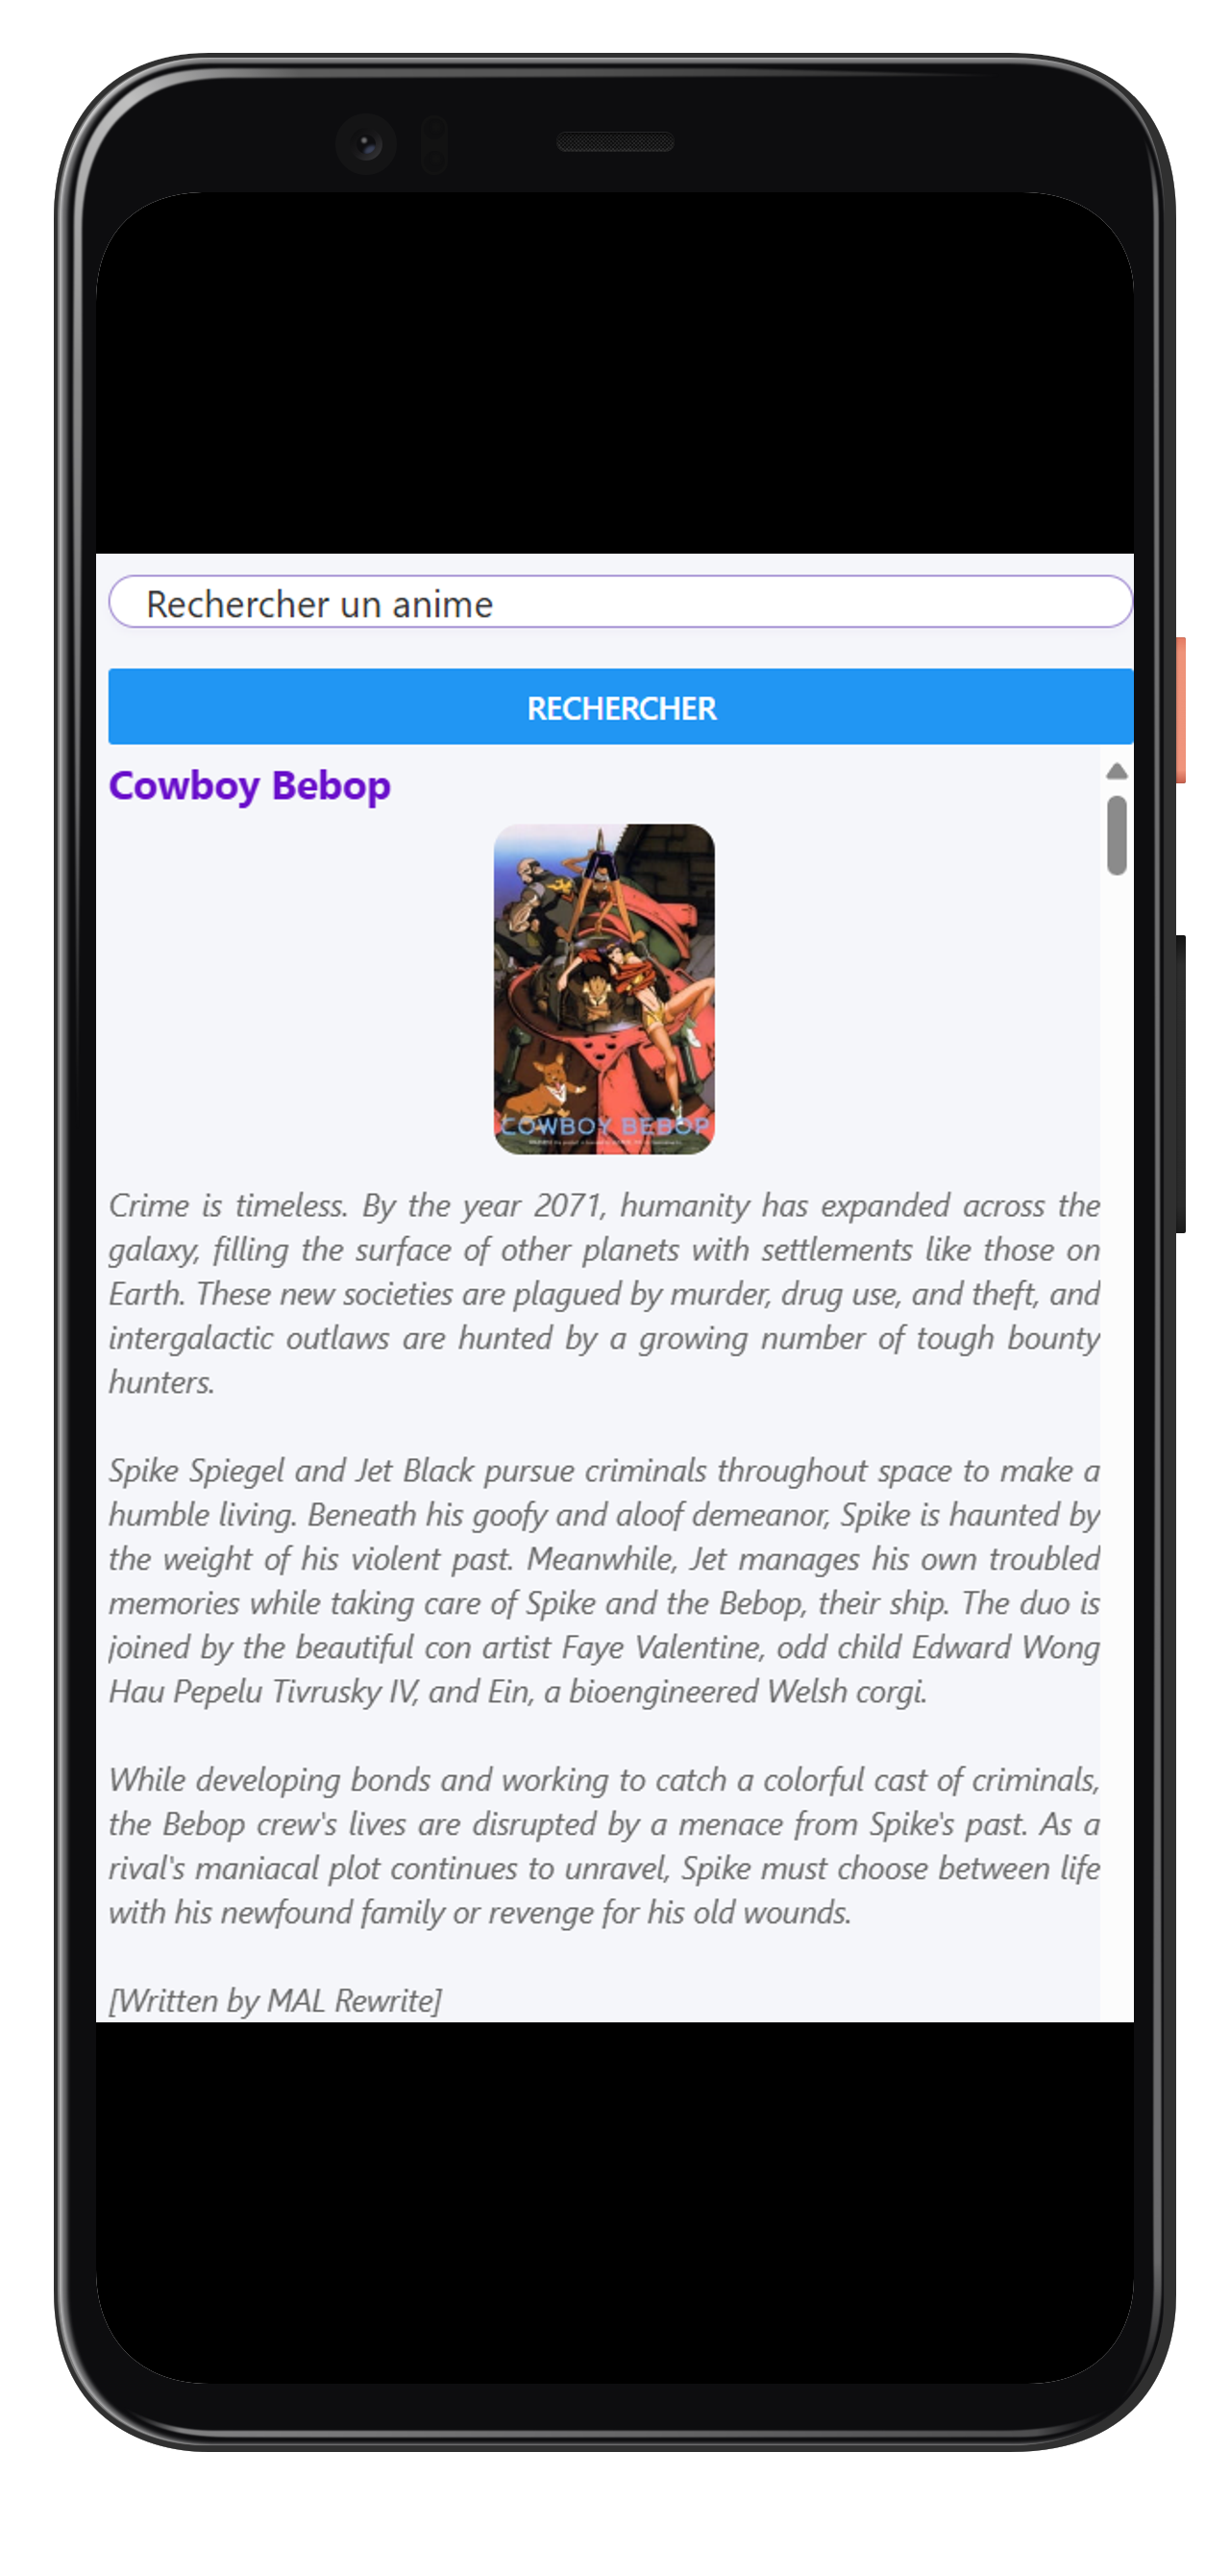 Rechercher un anime
RECHERCHER
Cowboy Bebop
COWBOY BEBOP
Crime is timeless. By the year 2071, humanity has expanded across the
galaxy, filling the surface of other planets with settlements like those on
Earth. These new societies are plagued by murder, drug use, and theft, and
intergalactic outlaws are hunted by a growing number of tough bounty
hunters.
Spike Spiegel and Jet Black pursue criminals throughout space to make a
humble living. Beneath his goofy and aloof demeanor, Spike is haunted by
the weight of his violent past. Meanwhile, Jet manages his own troubled
memories while taking care of Spike and the Bebop, their ship. The duo is
joined by the beautiful con artist Faye Valentine, odd child Edward Wong
Hau Pepelu Tivrusky IV, and Ein, a bioengineered Welsh corgi.
While developing bonds and working to catch a colorful cast of criminals,
the Bebop crew's lives are disrupted by a menace from Spike's past. As a
rival's maniacal plot continues to unravel, Spike must choose between life
with his newfound family or revenge for his old wounds.
[Written by MAL Rewrite]